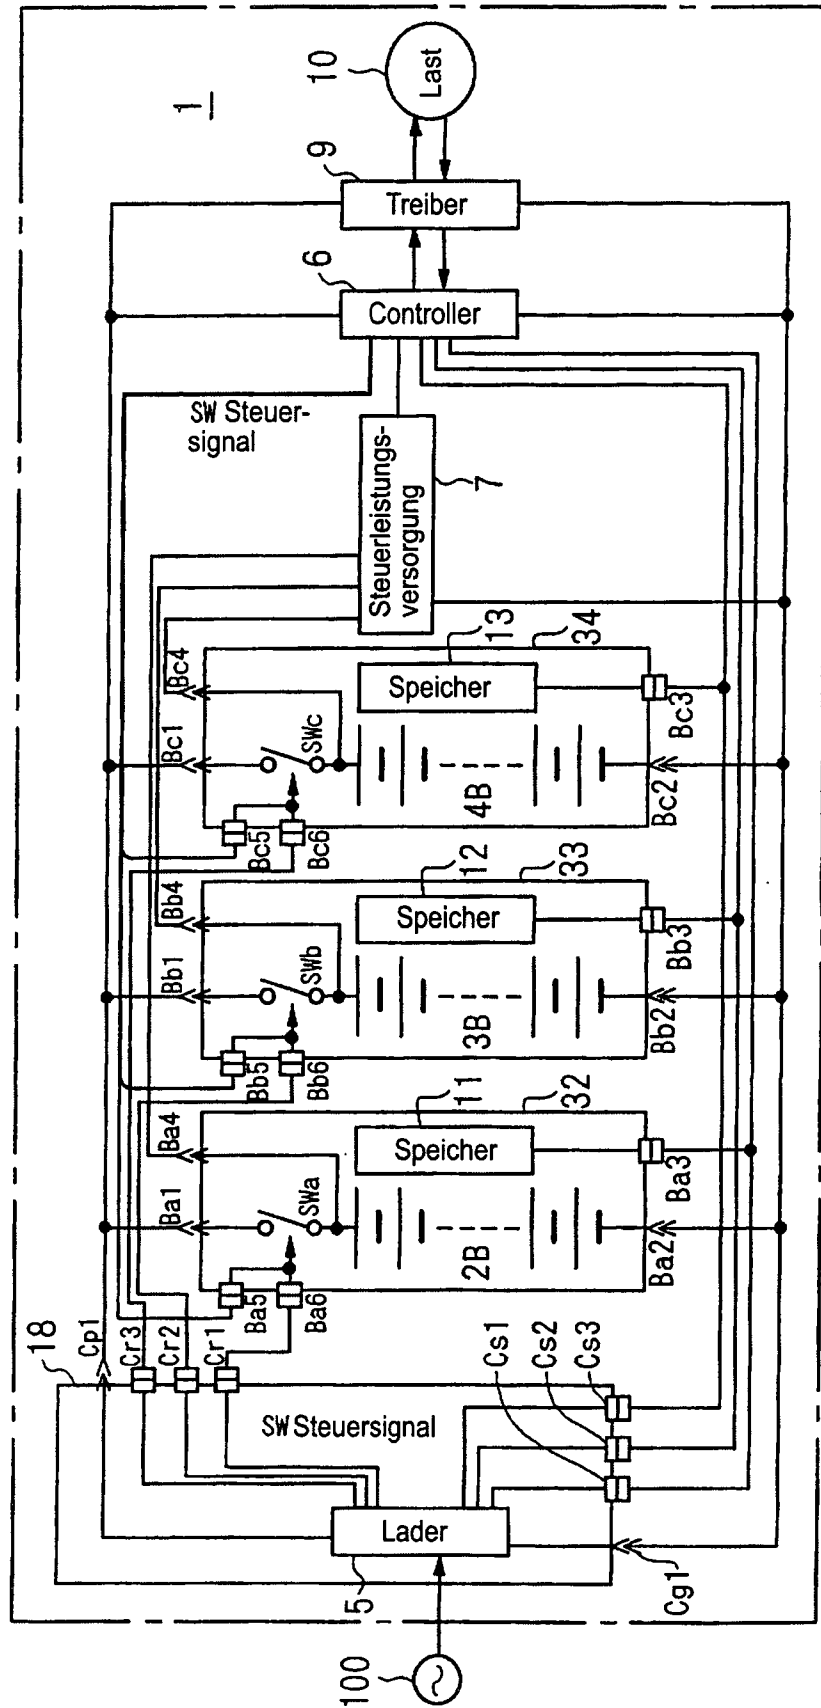 1
10
Last
9
Treiber
6
Controller
SW Steuer-
signal
Steuerleistungs-
versorgung
7
Bc4
Bc1
SWc
Speicher
13
34
4B
Bc5
Bc6
Bc2
Bc3
Bb4
Bb1
SWb
Speicher
12
33
3B
Bb5
Bb6
Bb2
Bb3
Ba4
Ba1
SWa
Speicher
11
32
2B
Ba5
Ba6
Ba2
Ba3
Cp1
18
Cr3
Cr2
Cr1
SW Steuersignal
Cs1
Cs2
Cs3
Lader
5
Cg1
100